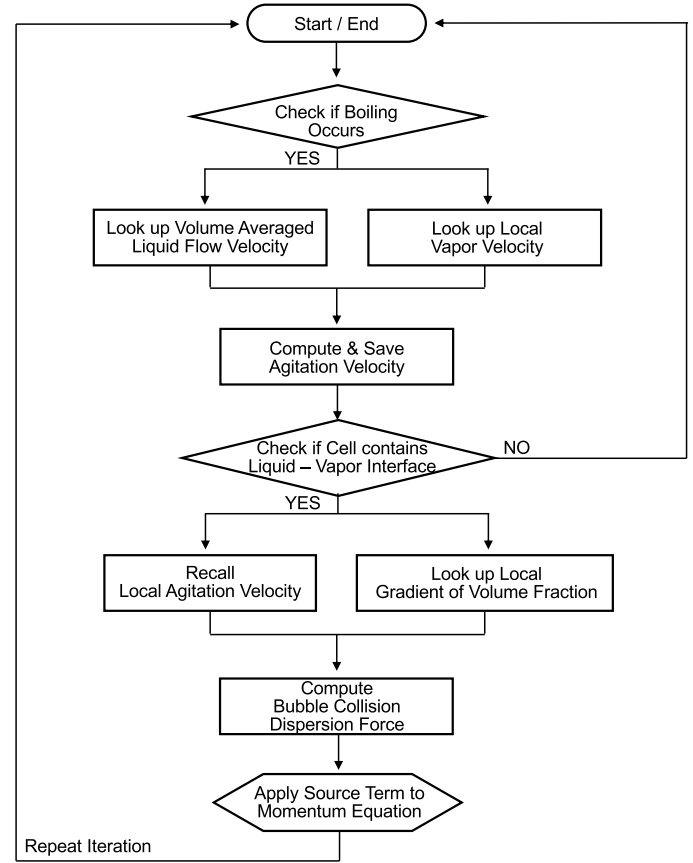 Start / End
Check if Boiling
Occurs
YES
Look up Volume Averaged
Liquid Flow Velocity
Look up Local
Vapor Velocity
Compute & Save
Agitation Velocity
Check if Cell contains
Liquid – Vapor Interface
NO
YES
Recall
Local Agitation Velocity
Look up Local
Gradient of Volume Fraction
Compute
Bubble Collision
Dispersion Force
Apply Source Term to
Momentum Equation
Repeat Iteration